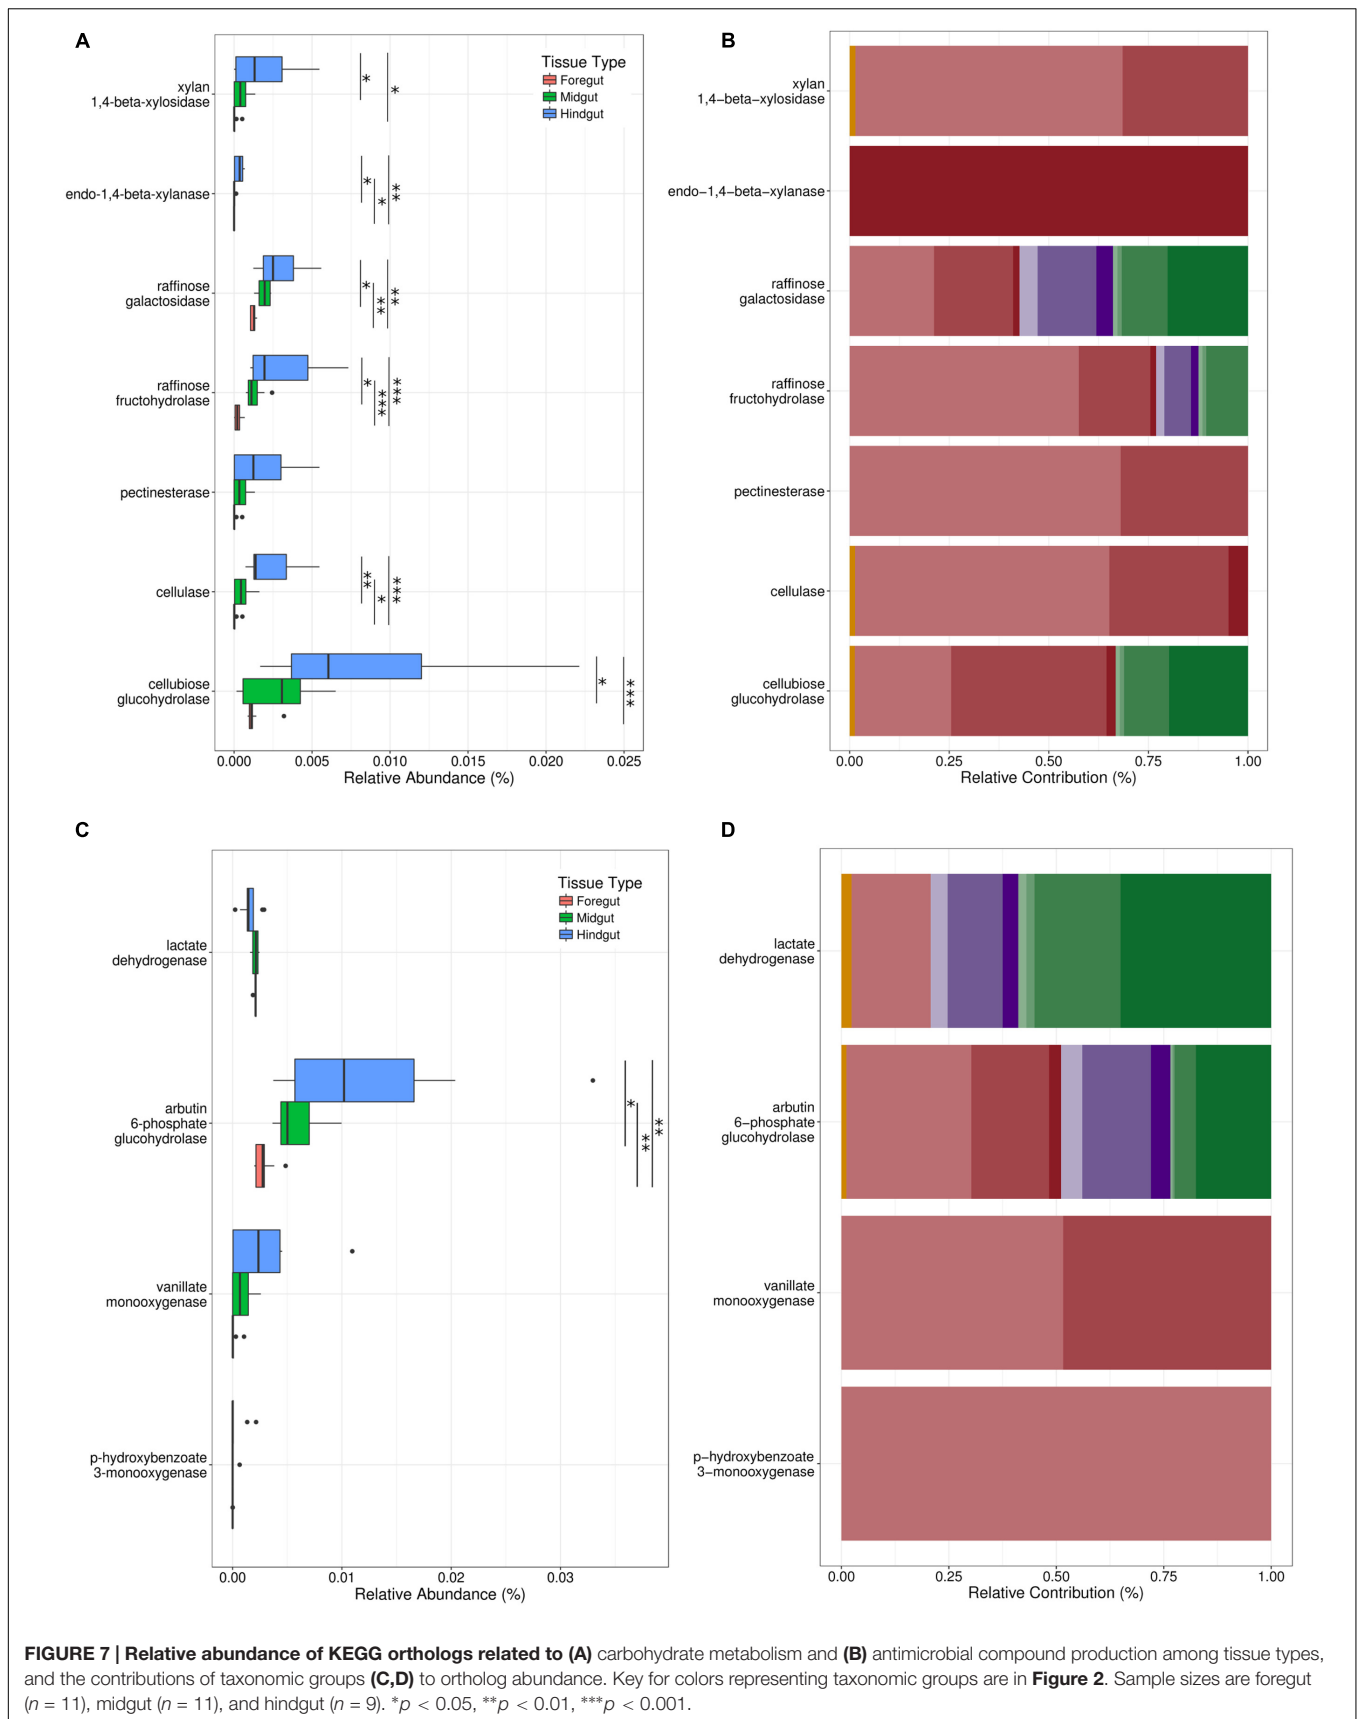 A
xylan
1,4-beta-xylosidase
endo-1,4-beta-xylanase
raffinose
galactosidase
raffinose
fructohydrolase
pectinesterase
cellulase
cellubiose
glucohydrolase
Tissue Type
Foregut
Midgut
Hindgut
*
*
*
*
**
*
**
**
*
***
***
**
*
***
*
***
0.000 0.005 0.010 0.015 0.020 0.025
Relative Abundance (%)
B
xylan
1,4−beta−xylosidase
endo−1,4−beta−xylanase
raffinose
galactosidase
raffinose
fructohydrolase
pectinesterase
cellulase
cellubiose
glucohydrolase
0.00 0.25 0.50 0.75 1.00
Relative Contribution (%)
C
Tissue Type
Foregut
Midgut
Hindgut
lactate
dehydrogenase
arbutin
6-phosphate
glucohydrolase
vanillate
monooxygenase
p-hydroxybenzoate
3-monooxygenase
*
**
**
0.00 0.01 0.02 0.03
Relative Abundance (%)
D
lactate
dehydrogenase
arbutin
6−phosphate
glucohydrolase
vanillate
monooxygenase
p−hydroxybenzoate
3−monooxygenase
0.00 0.25 0.50 0.75 1.00
Relative Contribution (%)
FIGURE 7 | Relative abundance of KEGG orthologs related to (A) carbohydrate metabolism and (B) antimicrobial compound production among tissue types,
and the contributions of taxonomic groups (C,D) to ortholog abundance. Key for colors representing taxonomic groups are in Figure 2. Sample sizes are foregut
(n = 11), midgut (n = 11), and hindgut (n = 9). *p < 0.05, **p < 0.01, ***p < 0.001.